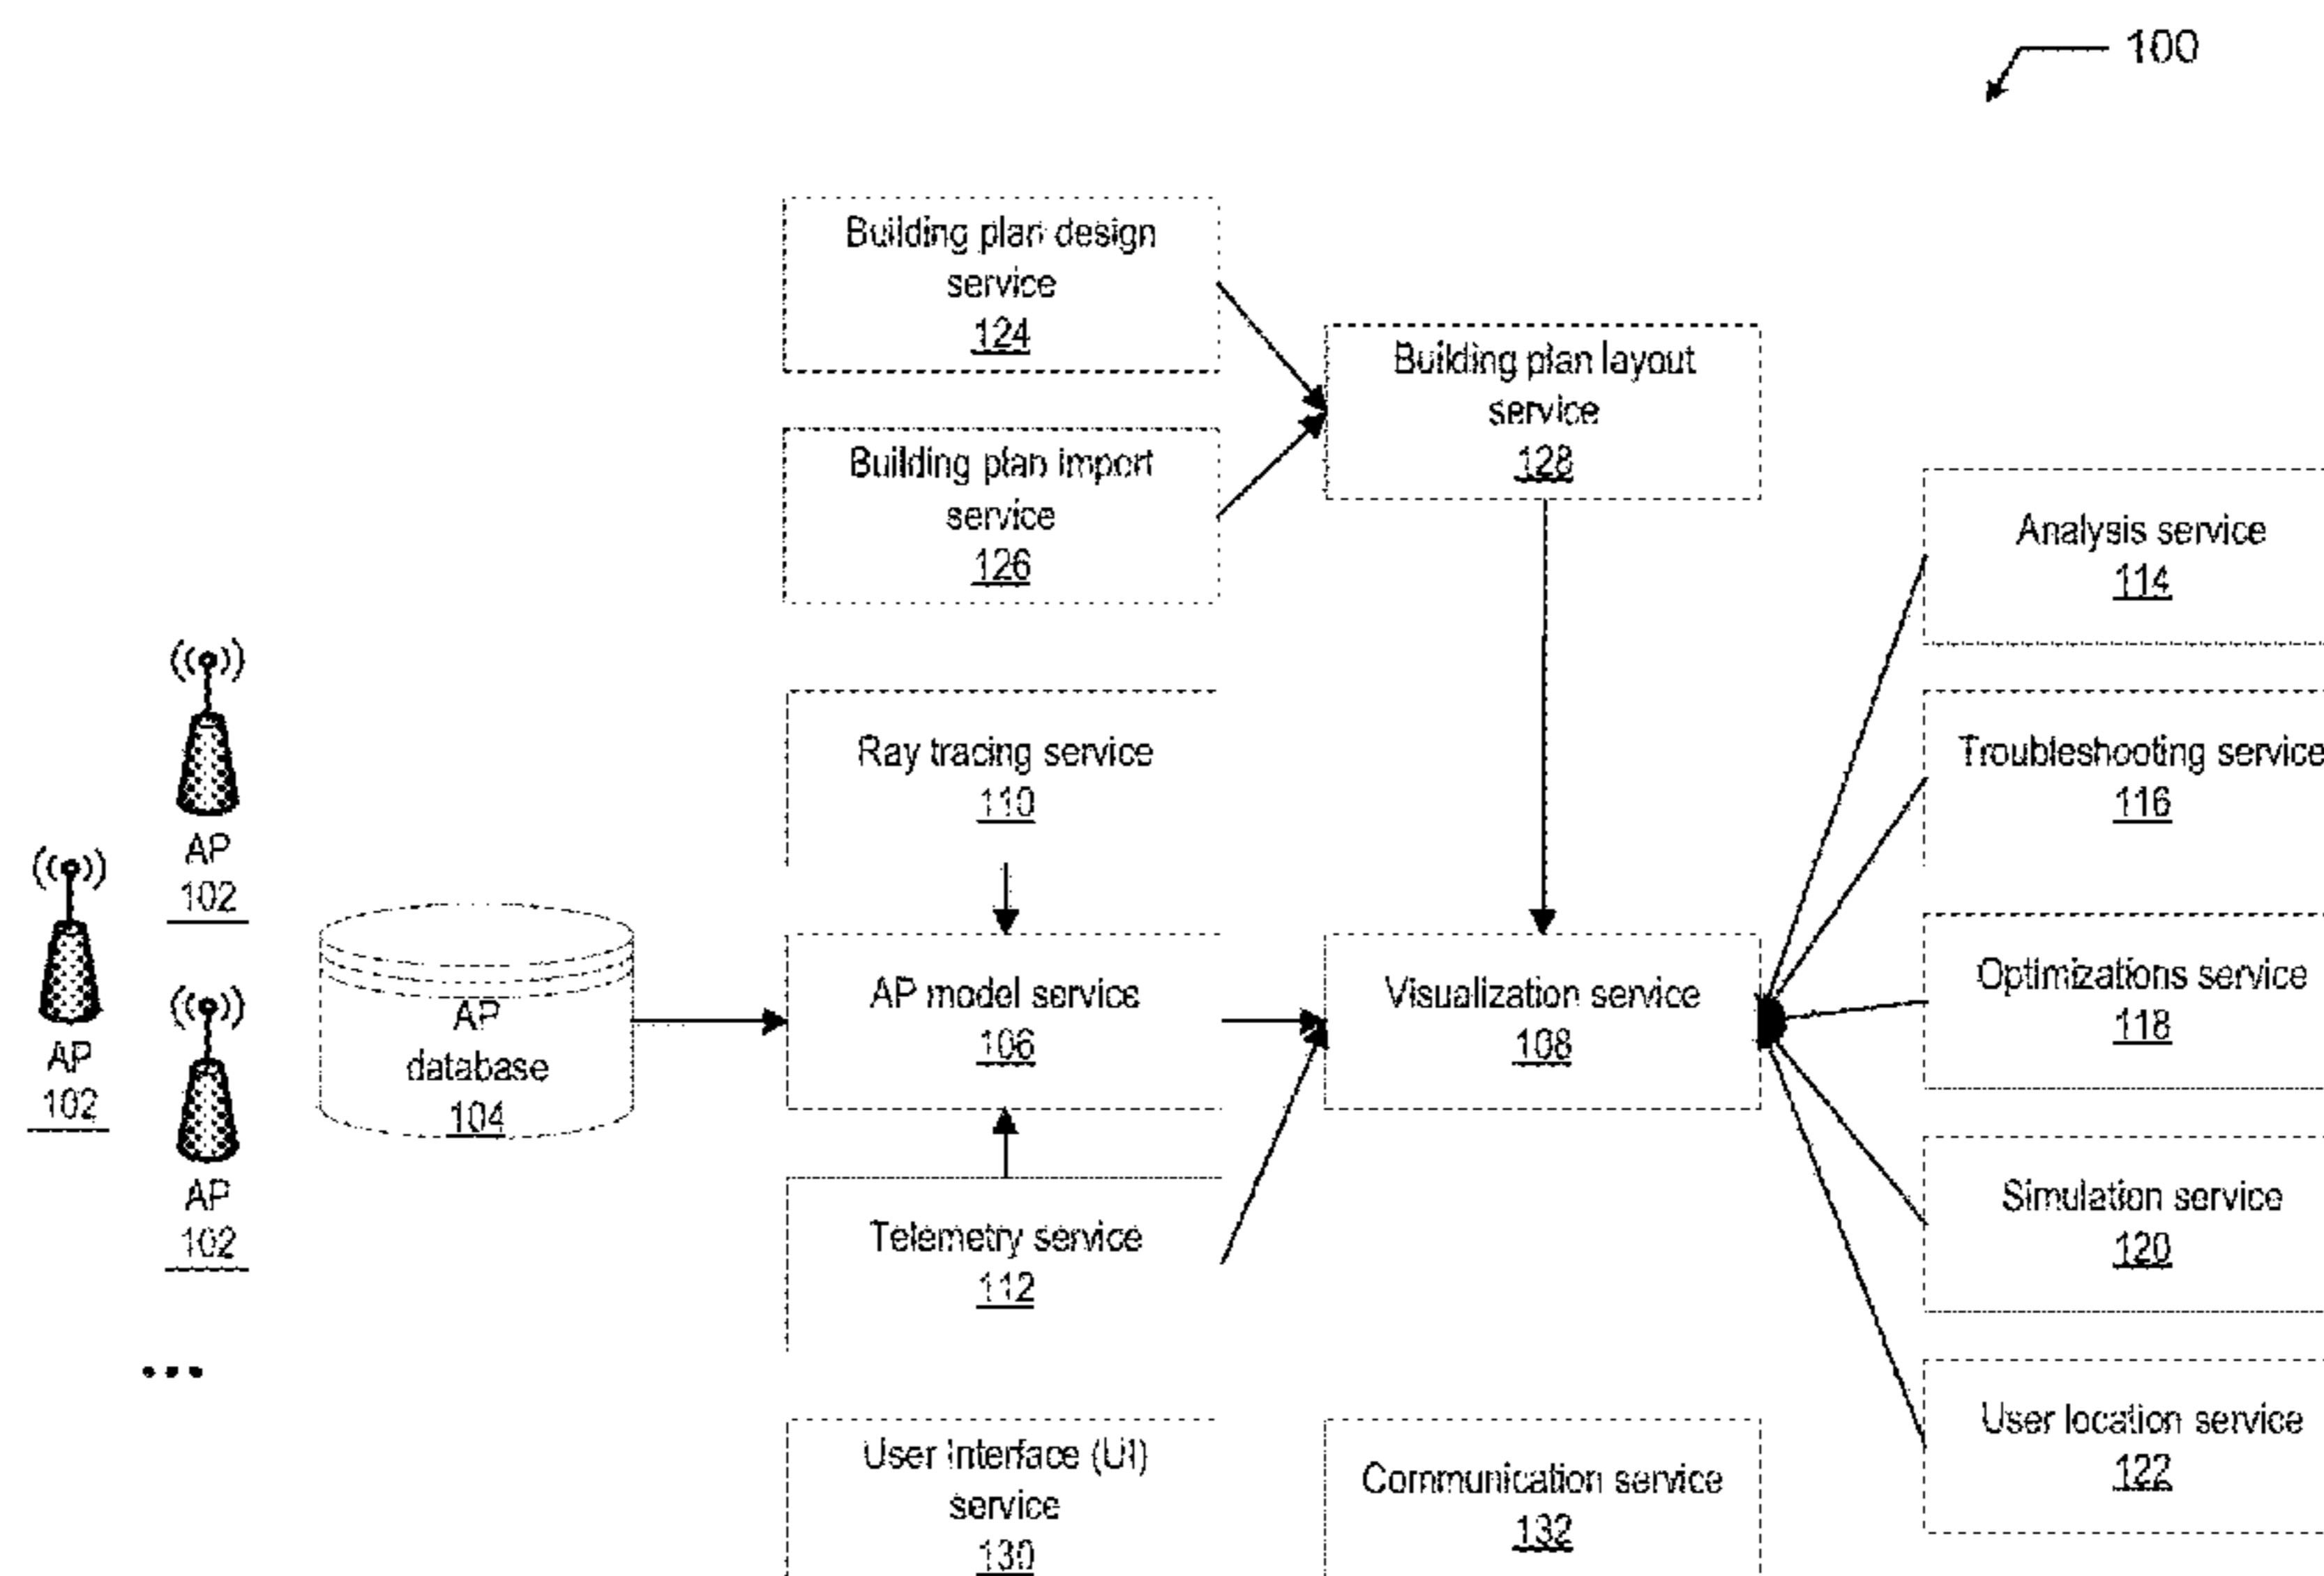 100
Building plan design
service
124
Building plan import
service
126
Building plan layout
service
128
Analysis service
114
Ray tracing service
110
Troubleshooting service
116
AP
102
AP
102
AP
102
AP
database
104
AP model service
106
Visualization service
108
Optimizations service
118
Telemetry service
112
Simulation service
120
...
User Interface (UI)
service
130
Communication service
132
User location service
122